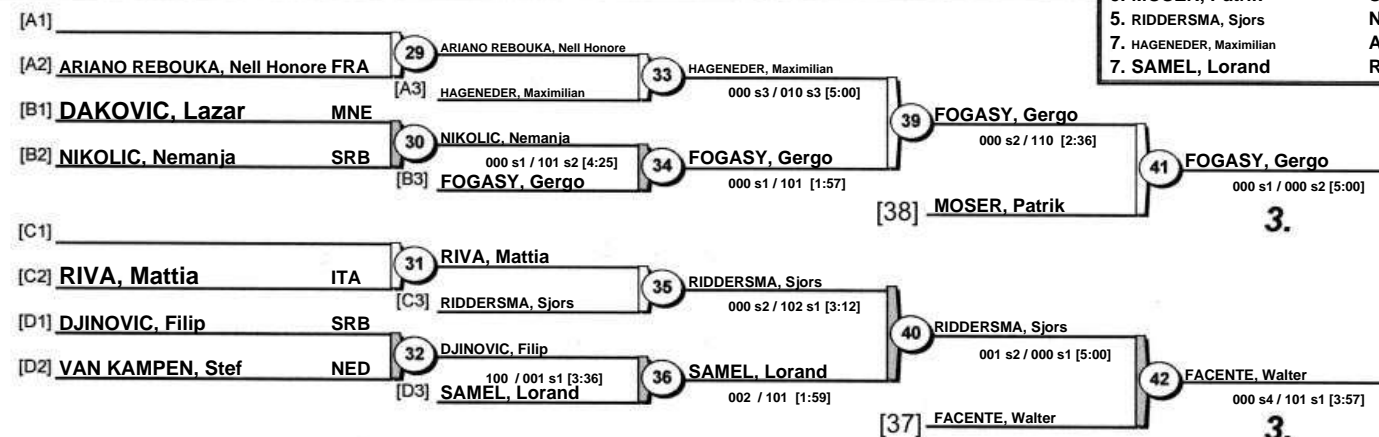 5. RIDDERSMA, Sjors N
7. HAGENEDER, Maximilian A
7. SAMEL, Lorand R
[A1]
[A2] ARIANO REBOUKA, Nell Honore FRA
29
ARIANO REBOUKA, Nell Honore
[A3] HAGENEDER, Maximilian
33
HAGENEDER, Maximilian
000 s3 / 010 s3 [5:00]
[B1] DAKOVIC, Lazar MNE
[B2] NIKOLIC, Nemanja SRB
30
NIKOLIC, Nemanja
000 s1 / 101 s2 [4:25]
[B3] FOGASY, Gergo
34
FOGASY, Gergo
000 s1 / 101 [1:57]
39
FOGASY, Gergo
000 s2 / 110 [2:36]
[38] MOSER, Patrik
41
FOGASY, Gergo
000 s1 / 000 s2 [5:00]
3.
[C1]
[C2] RIVA, Mattia ITA
31
RIVA, Mattia
[C3] RIDDERSMA, Sjors
35
RIDDERSMA, Sjors
000 s2 / 102 s1 [3:12]
[D1] DJINOVIC, Filip SRB
[D2] VAN KAMPEN, Stef NED
32
DJINOVIC, Filip
100 / 001 s1 [3:36]
[D3] SAMEL, Lorand
36
SAMEL, Lorand
002 / 101 [1:59]
40
RIDDERSMA, Sjors
001 s2 / 000 s1 [5:00]
[37] FACENTE, Walter
42
FACENTE, Walter
000 s4 / 101 s1 [3:57]
3.